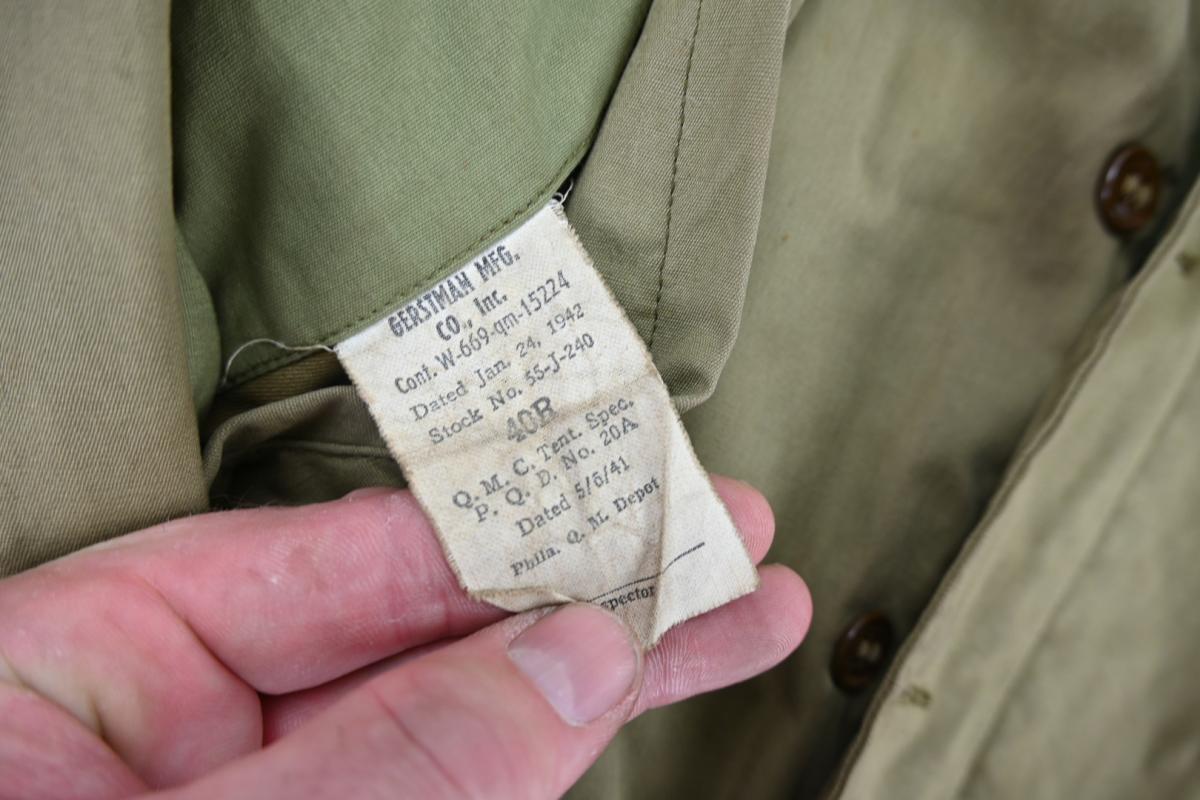 GERSTMAN MFG.
CO., Inc.
Cont. W-669-qm-15224
Dated Jan. 24, 1942
Stock No. 55-J-240
40R
Q. M. C. Tent. Spec.
P. Q. D. No. 20A
Dated 5/6/41
Phila. Q. M. Depot
spector